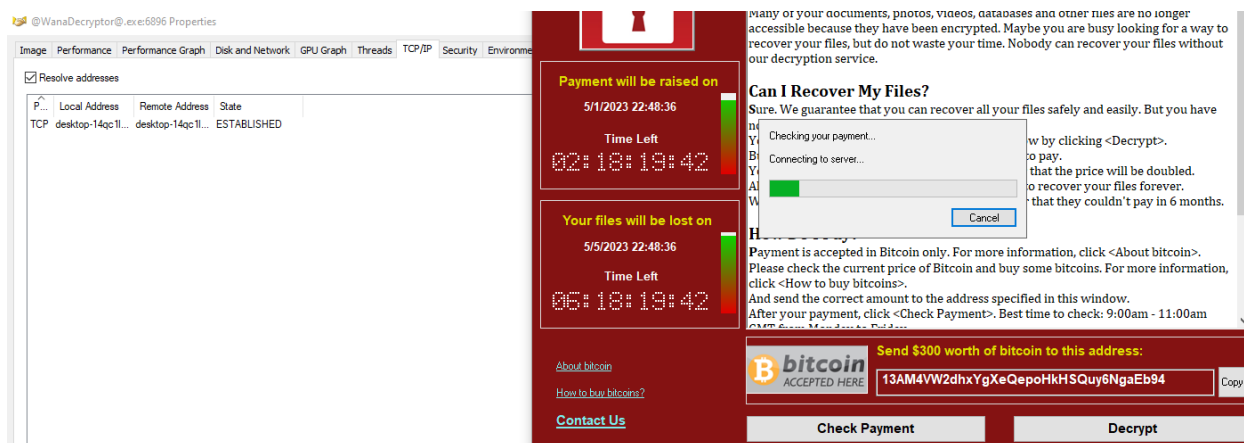 @WanaDecryptor@.exe:6896 Properties
Image Performance Performance Graph Disk and Network GPU Graph Threads TCP/IP Security Environme
Resolve addresses
P... Local Address Remote Address State
TCP desktop-14qc1l... desktop-14qc1l... ESTABLISHED
Payment will be raised on
5/1/2023 22:48:36
Time Left
02:18:19:42
Your files will be lost on
5/5/2023 22:48:36
Time Left
06:18:19:42
About bitcoin
How to buy bitcoins?
Contact Us
Many of your documents, photos, videos, databases and other files are no longer
accessible because they have been encrypted. Maybe you are busy looking for a way to
recover your files, but do not waste your time. Nobody can recover your files without
our decryption service.
Can I Recover My Files?
Sure. We guarantee that you can recover all your files safely and easily. But you have
w by clicking <Decrypt>.
to pay.
that the price will be doubled.
to recover your files forever.
that they couldn't pay in 6 months.
Checking your payment...
Connecting to server...
Cancel
Payment is accepted in Bitcoin only. For more information, click <About bitcoin>.
Please check the current price of Bitcoin and buy some bitcoins. For more information,
click <How to buy bitcoins>.
And send the correct amount to the address specified in this window.
After your payment, click <Check Payment>. Best time to check: 9:00am - 11:00am
GMT from Monday to Friday.
bitcoin
ACCEPTED HERE
Send $300 worth of bitcoin to this address:
13AM4VW2dhxYgXeQepoHkHSQuy6NgaEb94
Copy
Check Payment
Decrypt